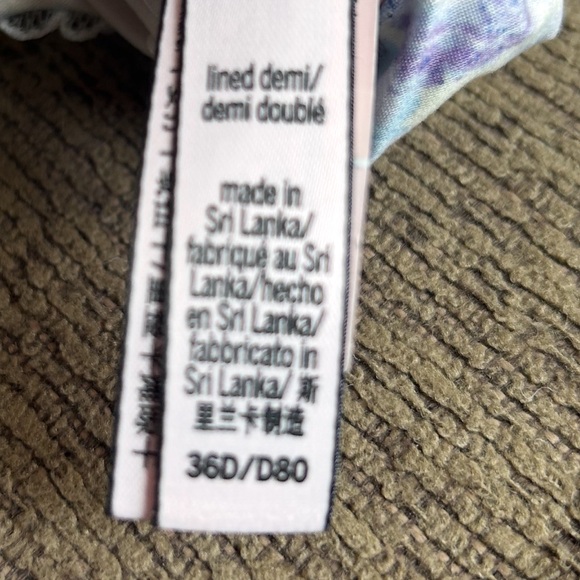 lined demi/
demi doublé
made in
Sri Lanka/
fabriqué au Sri
Lanka/hecho
en Sri Lanka/
fabbricato in
Sri Lanka/ 斯
里兰卡制造
36D/D80